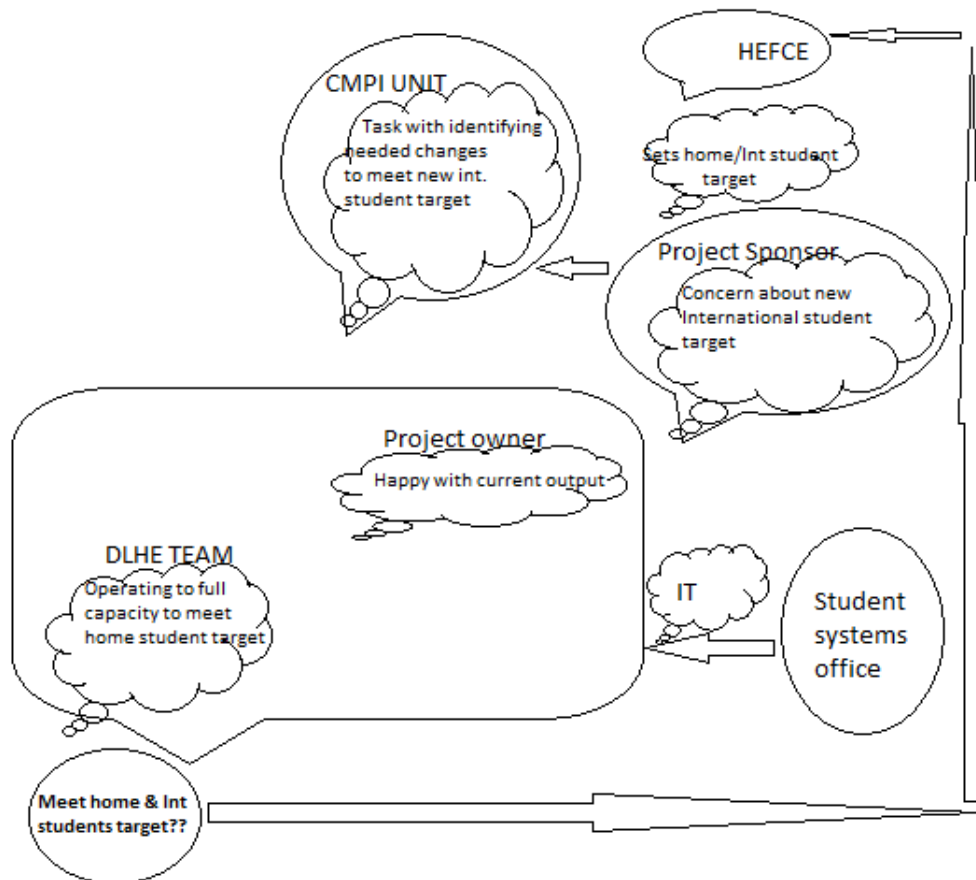 HEFCE
CMPI UNIT
Task with identifying
needed changes
to meet new int.
student target
Sets home/Int student
target
Project Sponsor
Concern about new
International student
target
Project owner
Happy with current output
DLHE TEAM
Operating to full
capacity to meet
home student target
IT
Student
systems
office
Meet home & Int
students target??